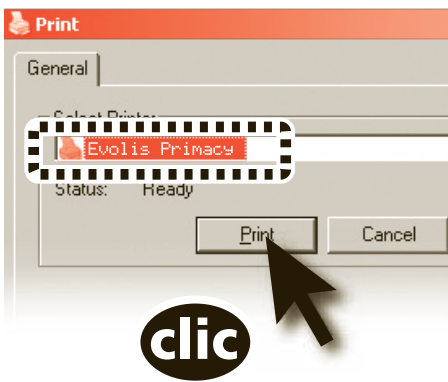 Print
General
Select Printer
Evolis Primacy
Status: Ready
Print
Cancel
clic